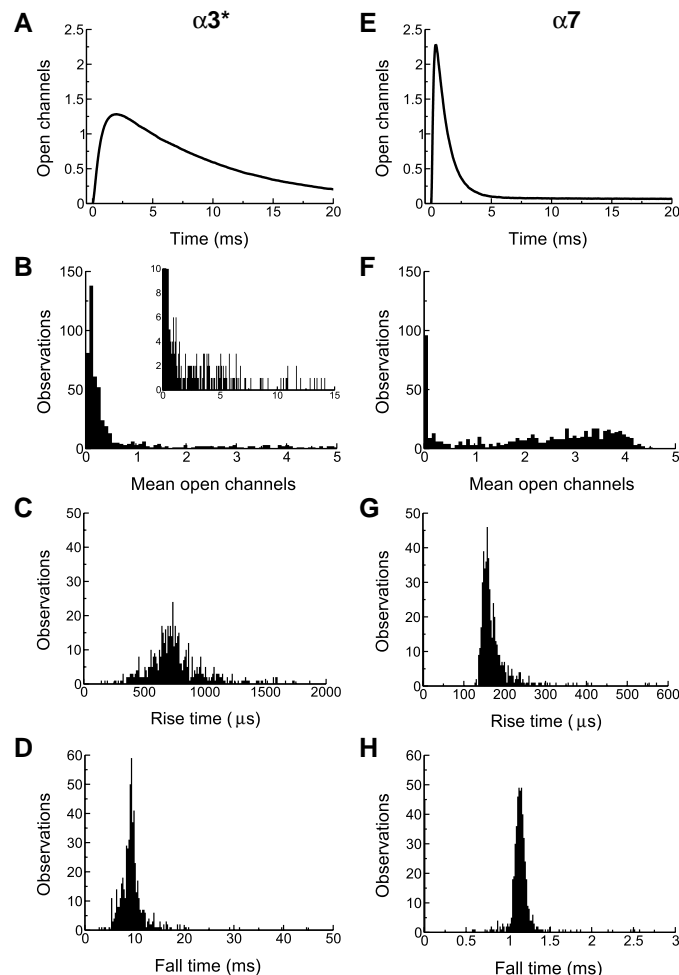 A α3*
2.5
2
1.5
1
0.5
0
Open channels
0 5 10 15 20
Time (ms)
E α7
2.5
2
1.5
1
0.5
0
Open channels
0 5 10 15 20
Time (ms)
B
150
100
50
0
Observations
10
8
6
4
2
0
0 5 10 15
0 1 2 3 4 5
Mean open channels
F
150
100
50
0
Observations
0 1 2 3 4 5
Mean open channels
C
50
40
30
20
10
0
Observations
0 500 1000 1500 2000
Rise time (μs)
G
50
40
30
20
10
0
Observations
0 100 200 300 400 500 600
Rise time (μs)
D
60
50
40
30
20
10
0
Observations
0 10 20 30 40 50
Fall time (ms)
H
60
50
40
30
20
10
0
Observations
0 0.5 1 1.5 2 2.5 3
Fall time (ms)